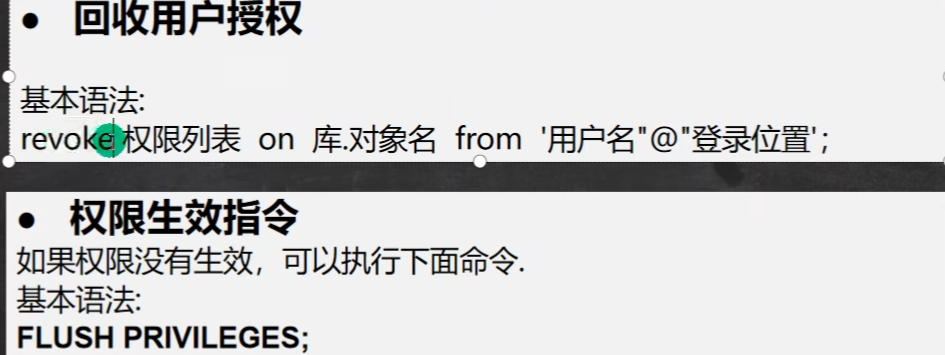 ● 回收用户授权
基本语法:
revoke 权限列表 on 库.对象名 from '用户名"@"登录位置';
● 权限生效指令
如果权限没有生效，可以执行下面命令.
基本语法:
FLUSH PRIVILEGES;